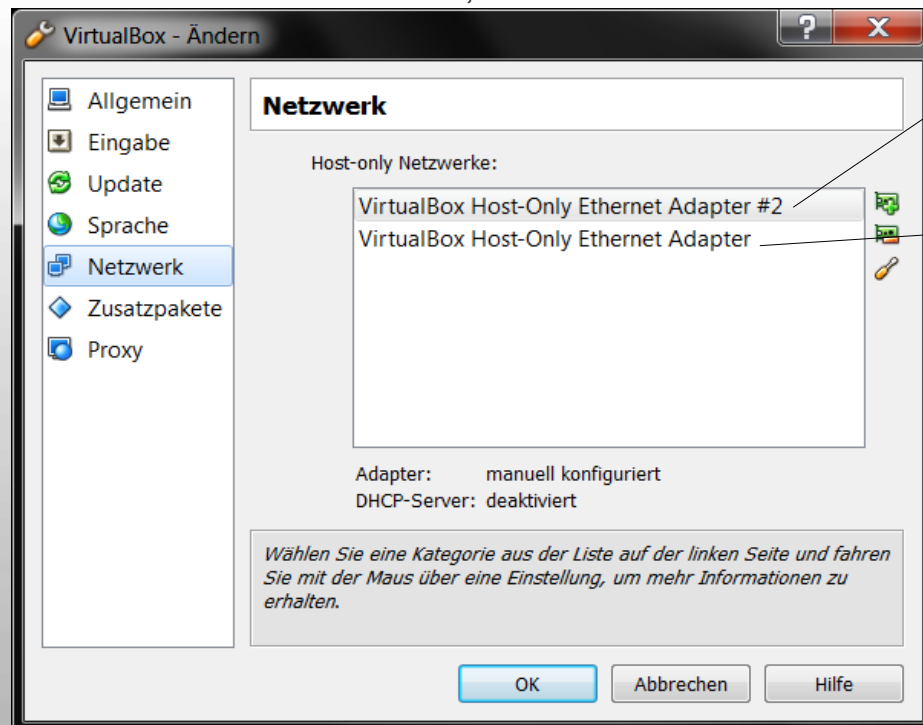 VirtualBox - Ändern
?
X
Allgemein
Eingabe
Update
Sprache
Netzwerk
Zusatzpakete
Proxy
Netzwerk
Host-only Netzwerke:
VirtualBox Host-Only Ethernet Adapter #2
VirtualBox Host-Only Ethernet Adapter
Adapter: manuell konfiguriert
DHCP-Server: deaktiviert
Wählen Sie eine Kategorie aus der Liste auf der linken Seite und fahren
Sie mit der Maus über eine Einstellung, um mehr Informationen zu
erhalten.
OK Abbrechen Hilfe